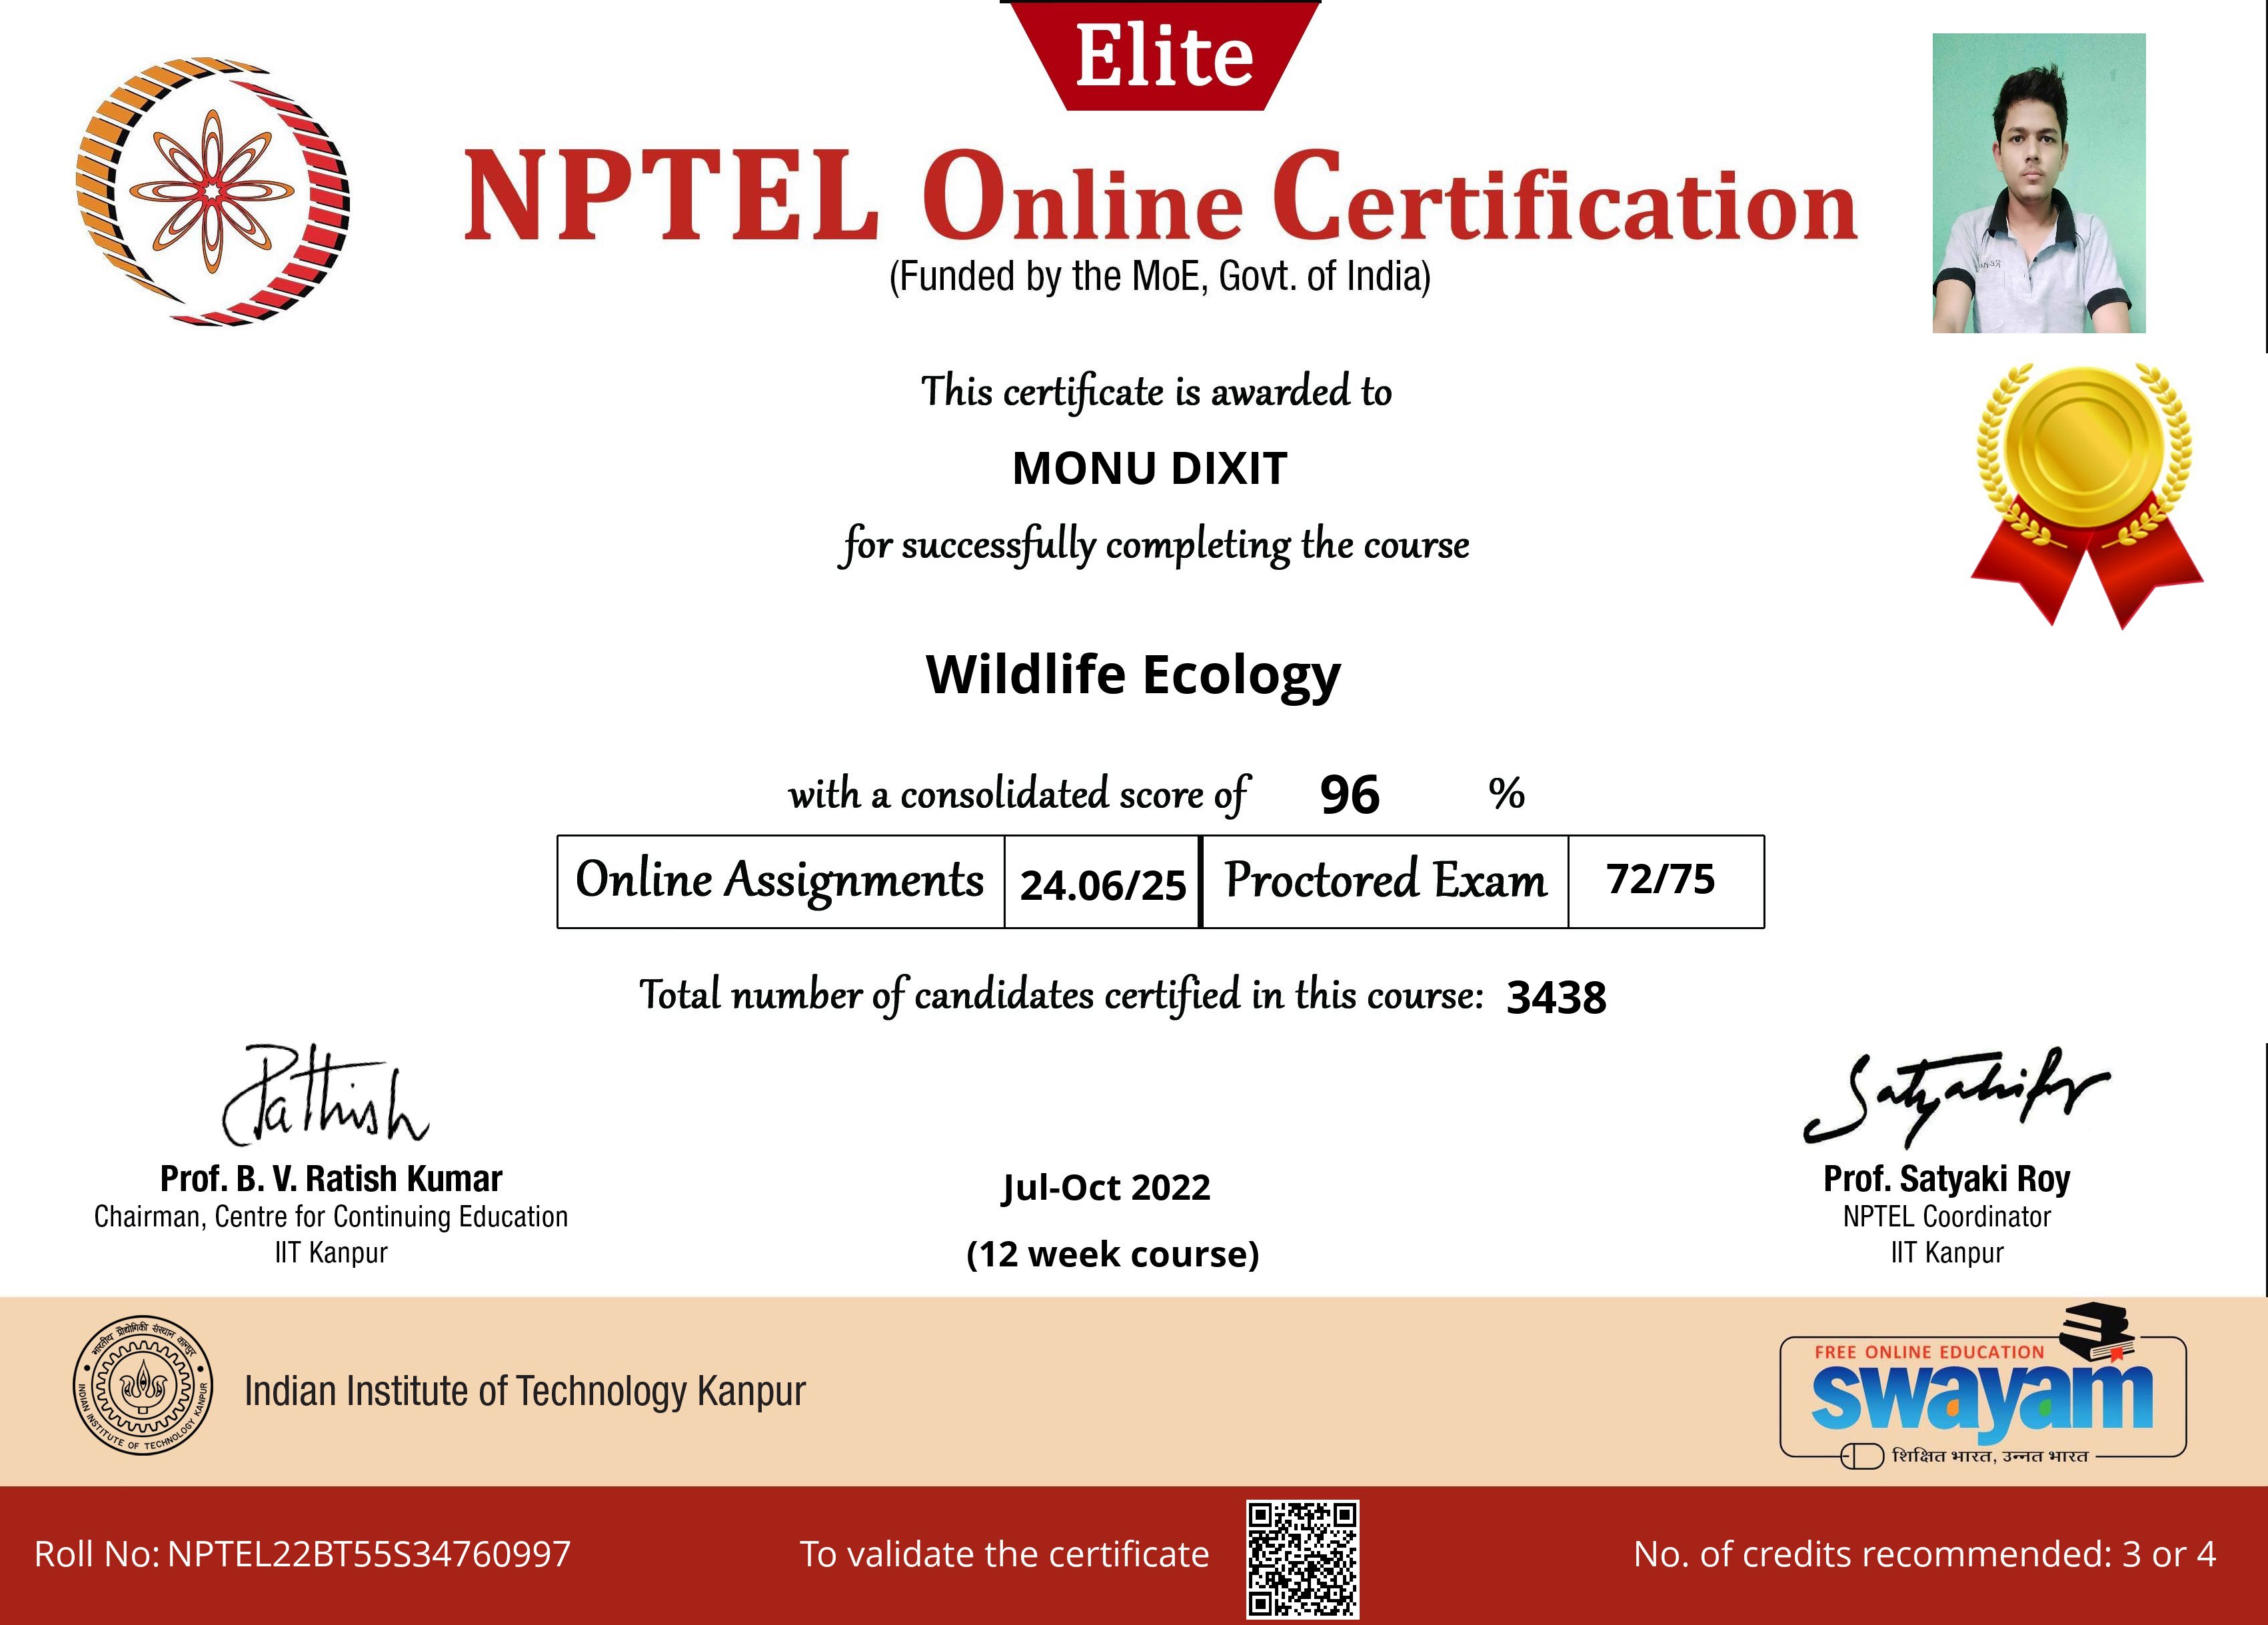 Elite
NPTEL Online Certification
(Funded by the MoE, Govt. of India)
This certificate is awarded to
MONU DIXIT
for successfully completing the course
Wildlife Ecology
with a consolidated score of 96 %
Online Assignments 24.06/25 Proctored Exam 72/75
Total number of candidates certified in this course: 3438
Prof. B. V. Ratish Kumar
Chairman, Centre for Continuing Education
IIT Kanpur
Jul-Oct 2022
(12 week course)
Prof. Satyaki Roy
NPTEL Coordinator
IIT Kanpur
भारतीय प्रौद्योगिकी संस्थान कानपुर
INDIAN INSTITUTE OF TECHNOLOGY KANPUR
Indian Institute of Technology Kanpur
FREE ONLINE EDUCATION
swayam
शिक्षित भारत, उन्नत भारत
Roll No: NPTEL22BT55S34760997
To validate the certificate
No. of credits recommended: 3 or 4